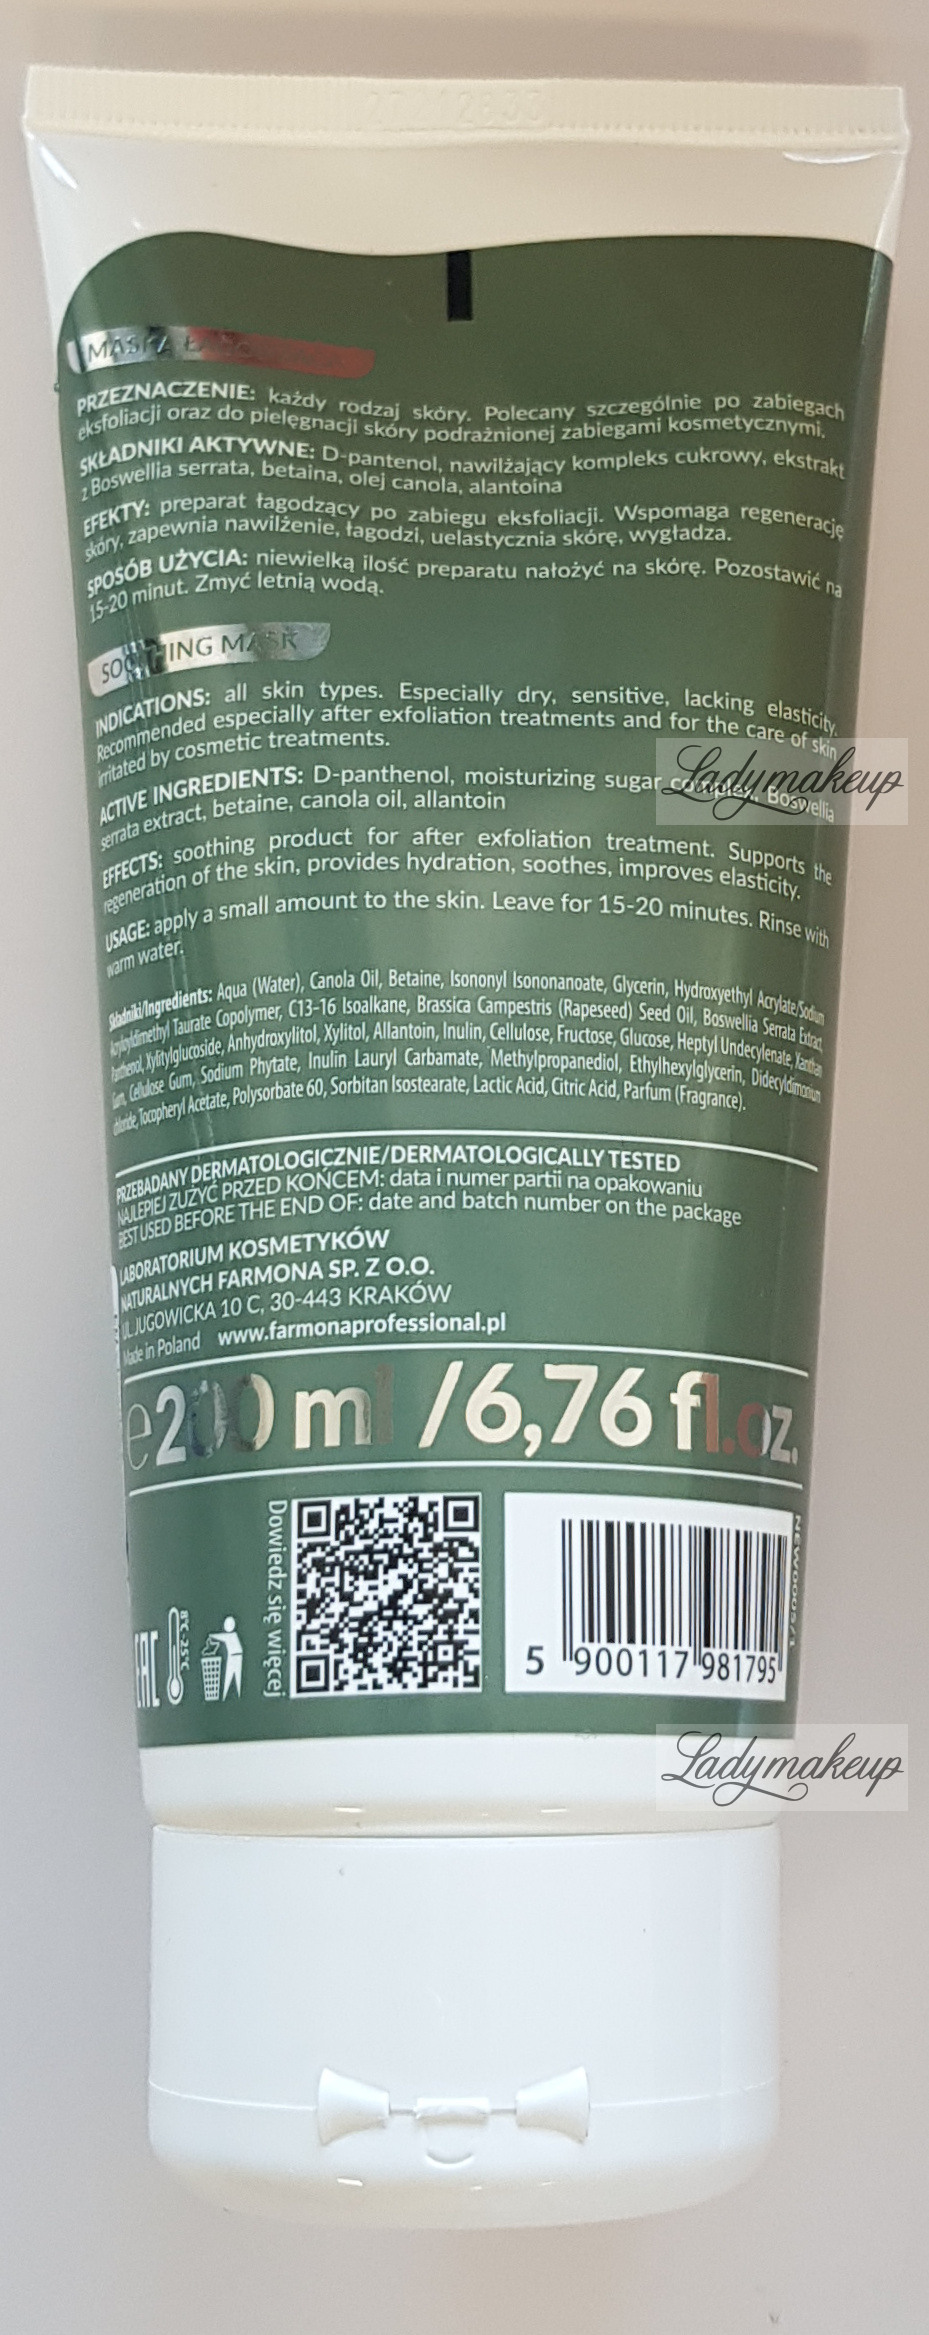 MASKA ŁAGODZĄCA
PRZEZNACZENIE: każdy rodzaj skóry. Polecany szczególnie po zabiegach
eksfoliacji oraz do pielęgnacji skóry podrażnionej zabiegami kosmetycznymi.
SKŁADNIKI AKTYWNE: D-pantenol, nawilżający kompleks cukrowy, ekstrakt
z Boswellia serrata, betaina, olej canola, alantoina
EFEKTY: preparat łagodzący po zabiegu eksfoliacji. Wspomaga regenerację
skóry, zapewnia nawilżenie, łagodzi, uelastycznia skórę, wygładza.
SPOSÓB UŻYCIA: niewielką ilość preparatu nałożyć na skórę. Pozostawić na
15-20 minut. Zmyć letnią wodą.
SOOTHING MASK
INDICATIONS: all skin types. Especially dry, sensitive, lacking elasticity.
Recommended especially after exfoliation treatments and for the care of skin
irritated by cosmetic treatments.
ACTIVE INGREDIENTS: D-panthenol, moisturizing sugar complex, Boswellia
serrata extract, betaine, canola oil, allantoin
EFFECTS: soothing product for after exfoliation treatment. Supports the
regeneration of the skin, provides hydration, soothes, improves elasticity.
USAGE: apply a small amount to the skin. Leave for 15-20 minutes. Rinse with
warm water.
Składniki/Ingredients: Aqua (Water), Canola Oil, Betaine, Isononyl Isononanoate, Glycerin, Hydroxyethyl Acrylate/Sodium
Acryloyldimethyl Taurate Copolymer, C13-16 Isoalkane, Brassica Campestris (Rapeseed) Seed Oil, Boswellia Serrata Extract,
Panthenol, Xylitylglucoside, Anhydroxylitol, Xylitol, Allantoin, Inulin, Cellulose, Fructose, Glucose, Heptyl Undecylenate, Xanthan
Gum, Cellulose Gum, Sodium Phytate, Inulin Lauryl Carbamate, Methylpropanediol, Ethylhexylglycerin, Didecyldimonium
chloride, Tocopheryl Acetate, Polysorbate 60, Sorbitan Isostearate, Lactic Acid, Citric Acid, Parfum (Fragrance).
PRZEBADANY DERMATOLOGICZNIE/DERMATOLOGICALLY TESTED
NAJLEPIEJ ZUŻYĆ PRZED KOŃCEM: data i numer partii na opakowaniu
BEST USED BEFORE THE END OF: date and batch number on the package
LABORATORIUM KOSMETYKÓW
NATURALNYCH FARMONA SP. Z O.O.
UL. JUGOWICKA 10 C, 30-443 KRAKÓW
Made in Poland www.farmonaprofessional.pl
e200 ml /6,76 fl.oz.
EAC
8°C-25°C
Dowiedz się więcej
5 900117 981795
Ladymakeup
Ladymakeup